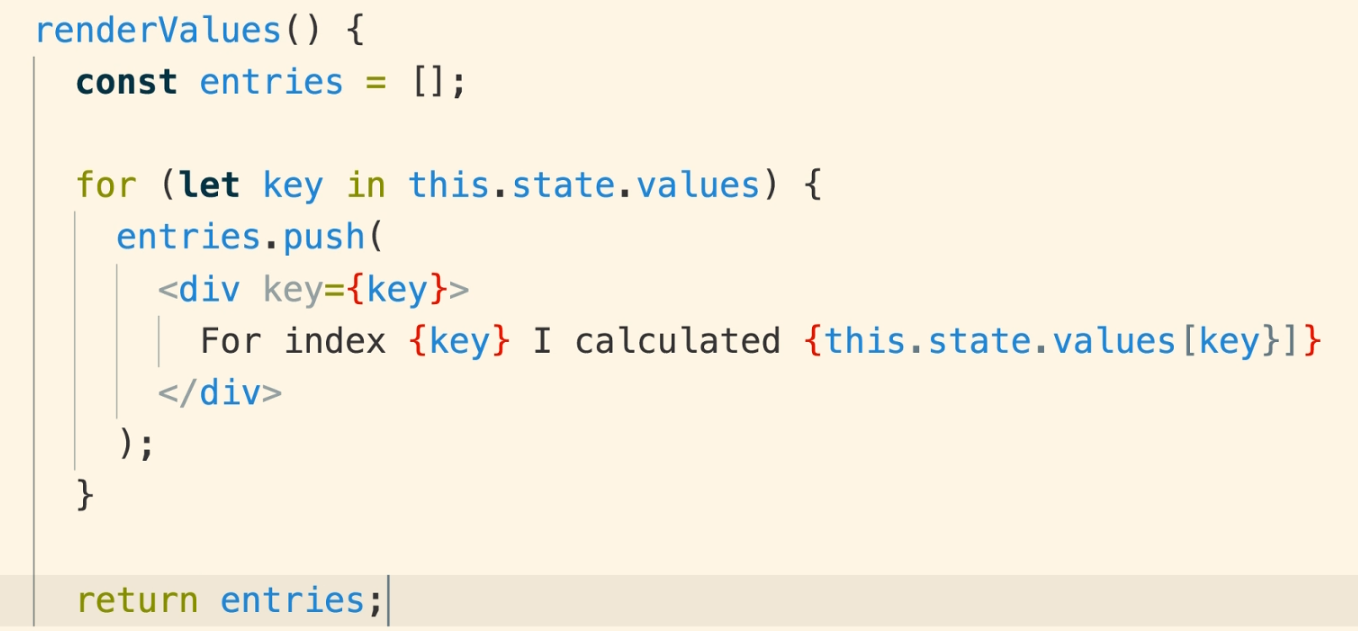 renderValues() {
const entries = [];
for (let key in this.state.values) {
entries.push(
<div key={key}>
For index {key} I calculated {this.state.values[key}]}
</div>
);
}
return entries;